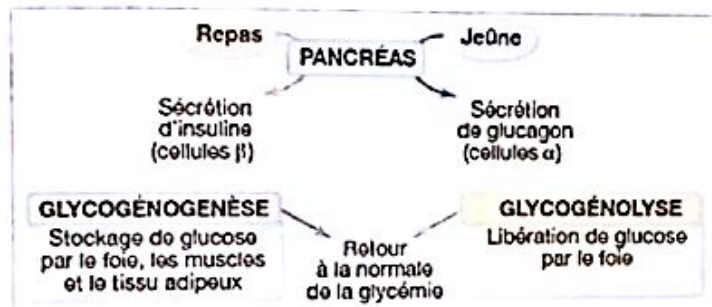 Repas
Jeûne
PANCRÉAS
Sécrétion
d'insuline
(cellules β)
Sécrétion
de glucagon
(cellules α)
GLYCOGÉNOGENÈSE
Stockage de glucose
par le foie, les muscles
et le tissu adipeux
Retour
à la normale
de la glycémie
GLYCOGÉNOLYSE
Libération de glucose
par le foie